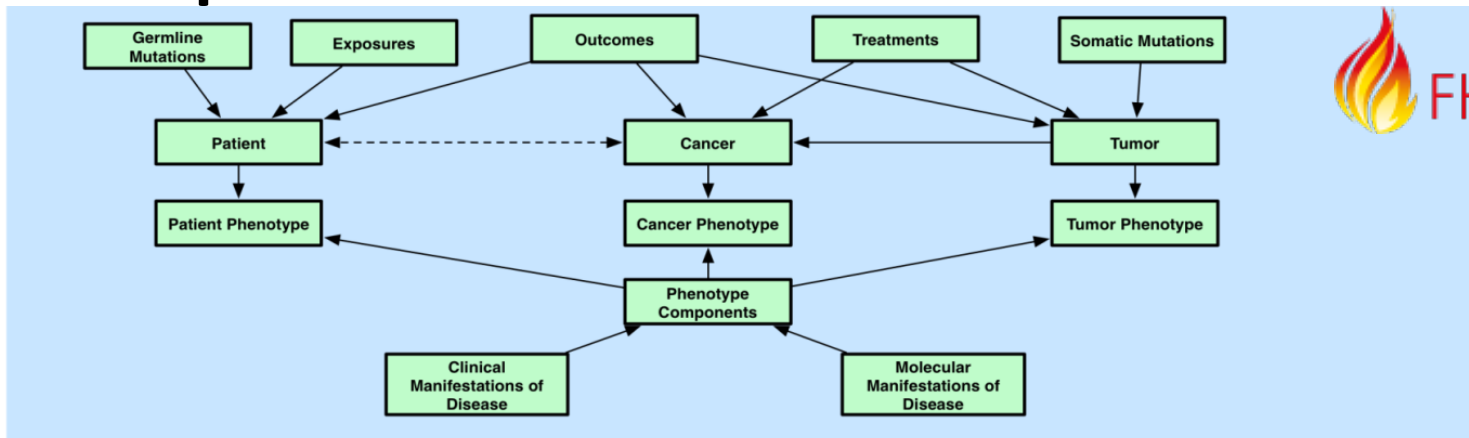 Germline
Mutations
Exposures
Outcomes
Treatments
Somatic Mutations
FH
Patient
Cancer
Tumor
Patient Phenotype
Cancer Phenotype
Tumor Phenotype
Phenotype
Components
Clinical
Manifestations of
Disease
Molecular
Manifestations of
Disease